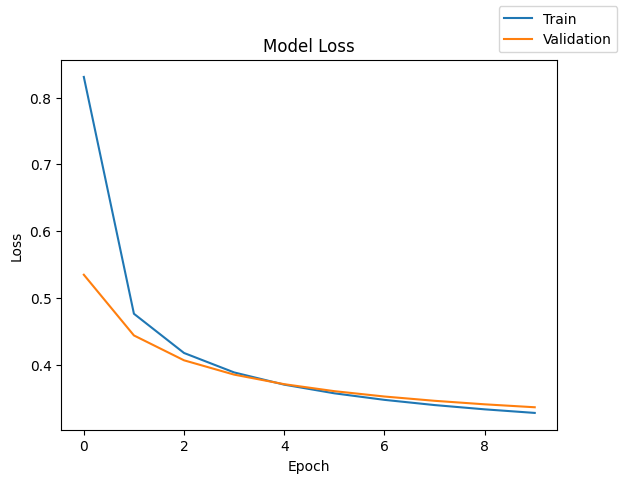 Train
Validation
Model Loss
0.8
0.7
0.6
0.5
0.4
Loss
0 2 4 6 8
Epoch